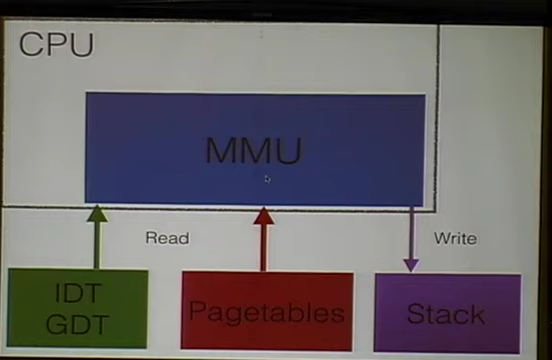 CPU
MMU
Read
Write
IDT
GDT
Pagetables
Stack